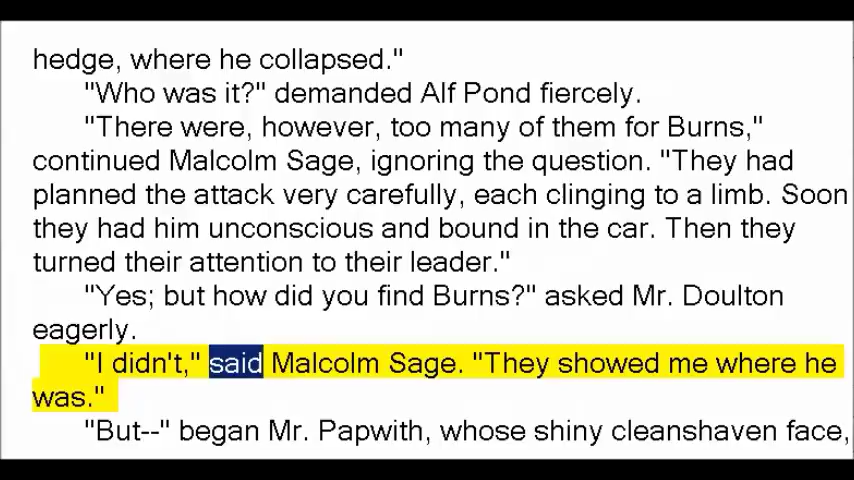 hedge, where he collapsed."
"Who was it?" demanded Alf Pond fiercely.
"There were, however, too many of them for Burns,"
continued Malcolm Sage, ignoring the question. "They had
planned the attack very carefully, each clinging to a limb. Soon
they had him unconscious and bound in the car. Then they
turned their attention to their leader."
"Yes; but how did you find Burns?" asked Mr. Doulton
eagerly.
"I didn't," said Malcolm Sage. "They showed me where he
was."
"But--" began Mr. Papwith, whose shiny cleanshaven face,